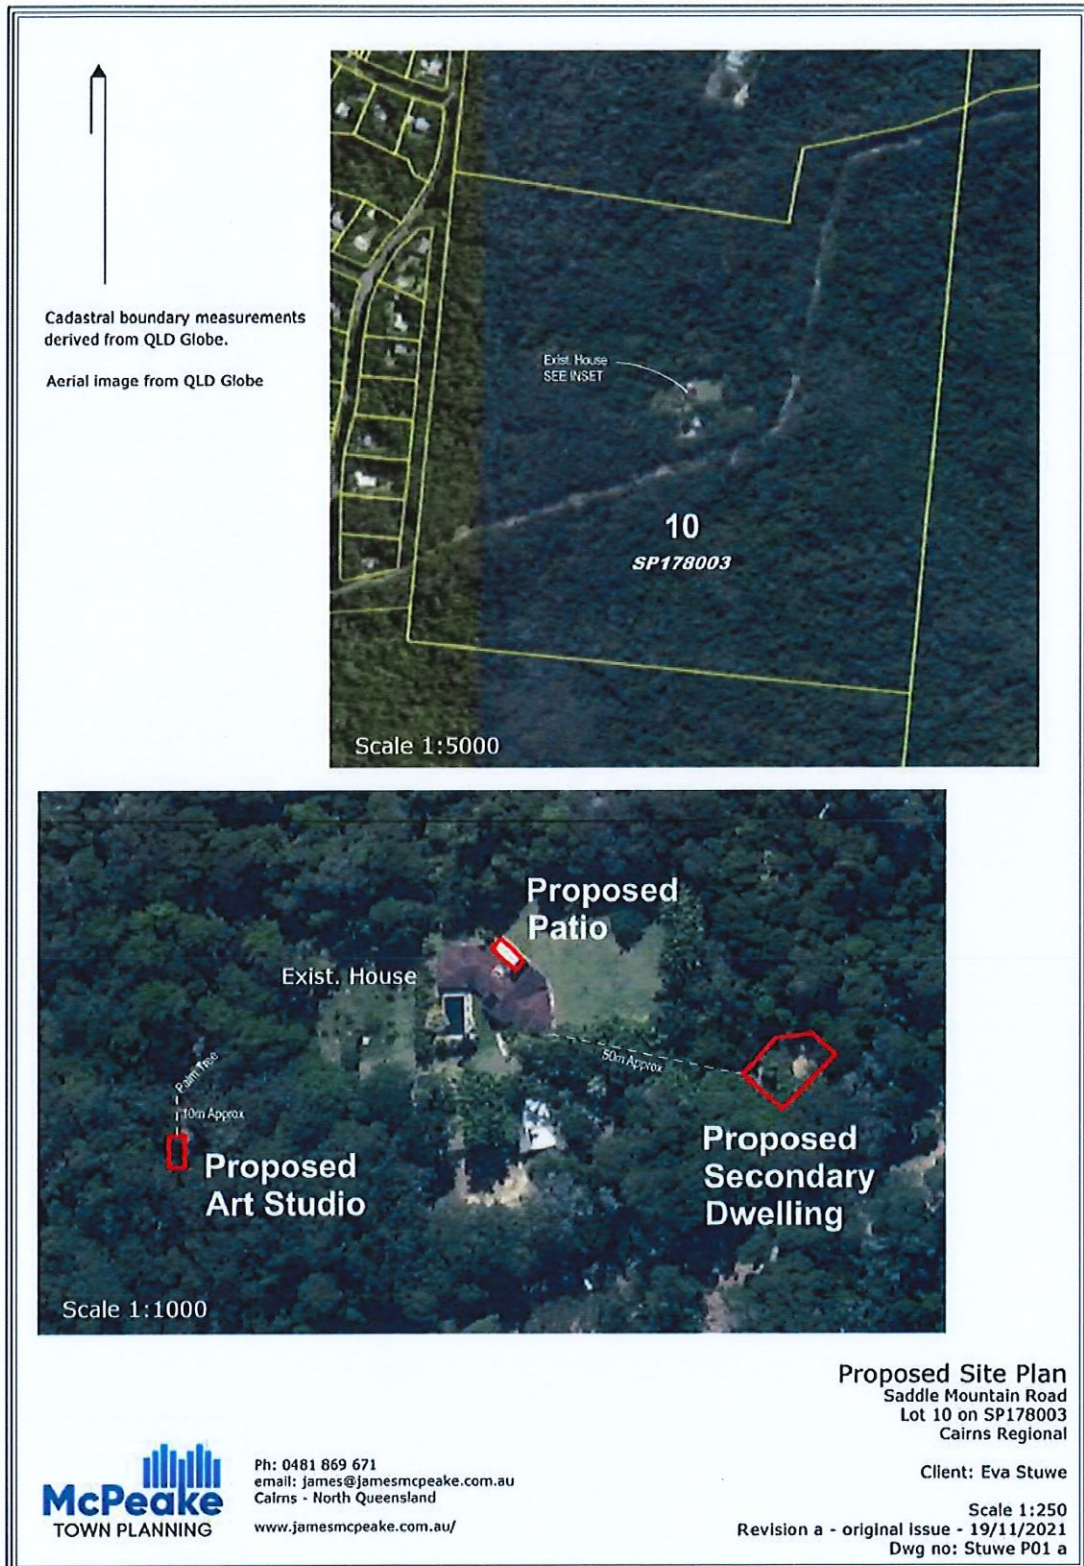 Cadastral boundary measurements
derived from QLD Globe.
Aerial image from QLD Globe
Exist. House
SEE INSET
10
SP178003
Scale 1:5000
Proposed
Patio
Exist. House
50m Approx
Palm Tree
10m Approx
Proposed
Art Studio
Proposed
Secondary
Dwelling
Scale 1:1000
Proposed Site Plan
Saddle Mountain Road
Lot 10 on SP178003
Cairns Regional
Client: Eva Stuwe
Scale 1:250
Revision a - original issue - 19/11/2021
Dwg no: Stuwe P01 a
McPeake
TOWN PLANNING
Ph: 0481 869 671
email: james@jamesmcpeake.com.au
Cairns - North Queensland
www.jamesmcpeake.com.au/